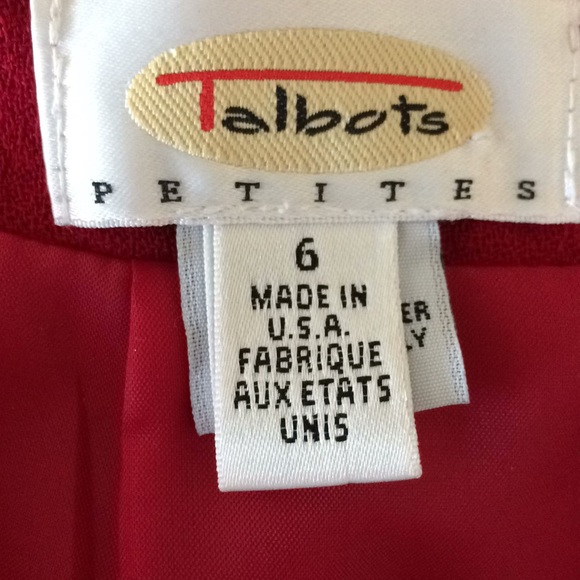 Talbots
PETITES
6
MADE IN
U.S.A.
FABRIQUE
AUX ETATS
UNIS